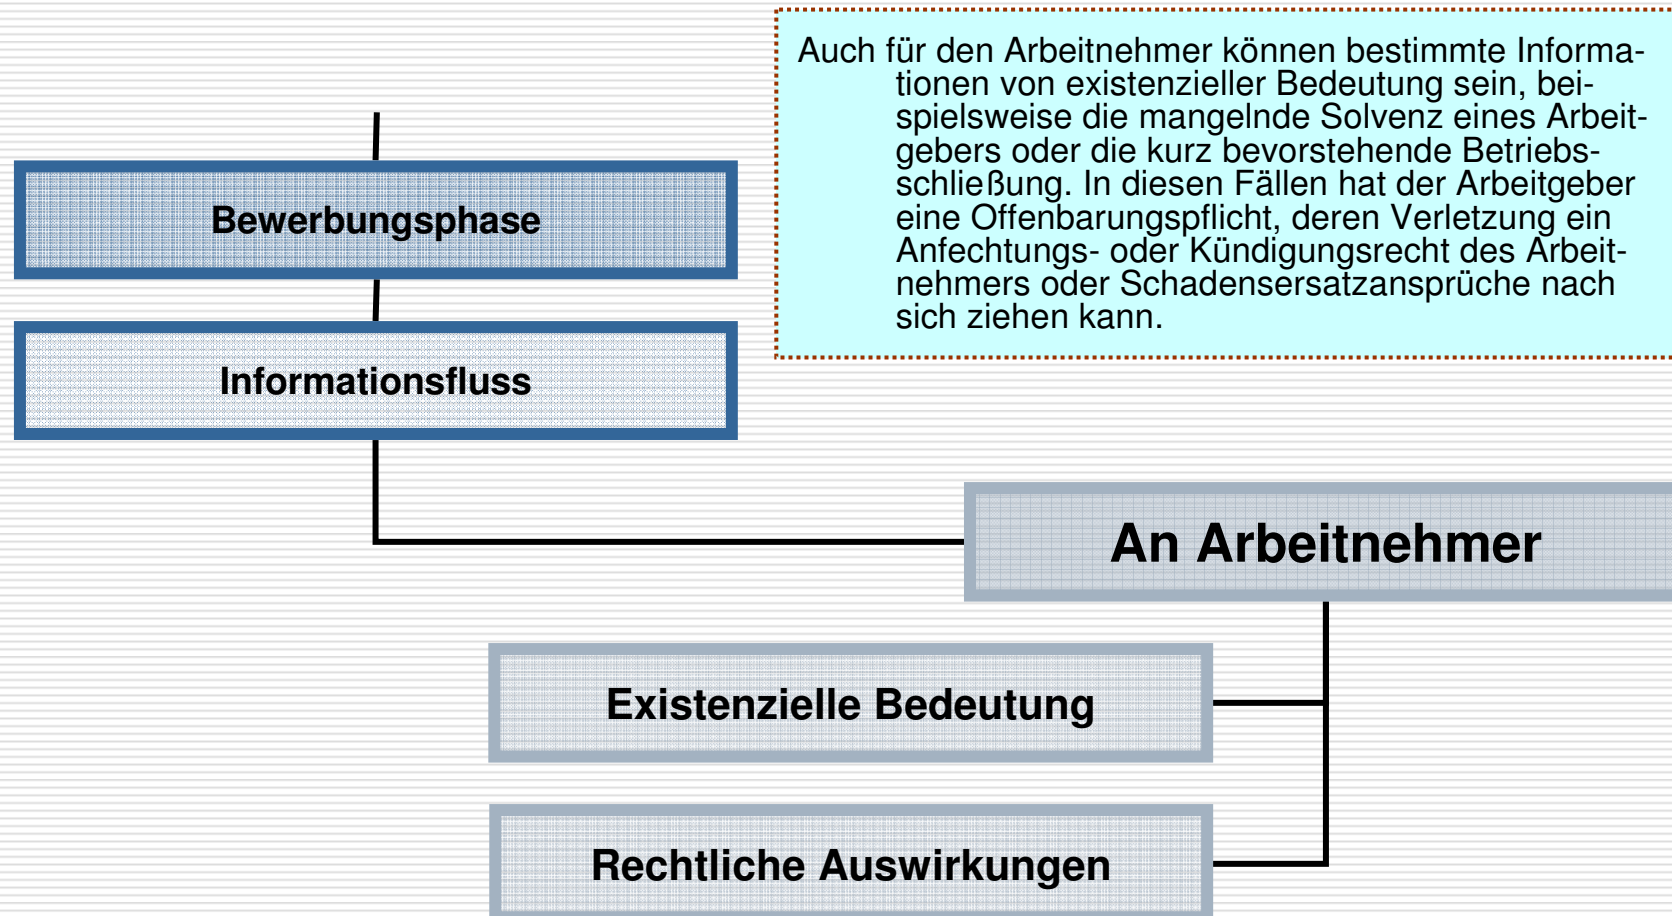 Auch für den Arbeitnehmer können bestimmte Informa-
tionen von existenzieller Bedeutung sein, bei-
spielsweise die mangelnde Solvenz eines Arbeit-
gebers oder die kurz bevorstehende Betriebs-
schließung. In diesen Fällen hat der Arbeitgeber
eine Offenbarungspflicht, deren Verletzung ein
Anfechtungs- oder Kündigungsrecht des Arbeit-
nehmers oder Schadensersatzansprüche nach
sich ziehen kann.
Bewerbungsphase
Informationsfluss
An Arbeitnehmer
Existenzielle Bedeutung
Rechtliche Auswirkungen